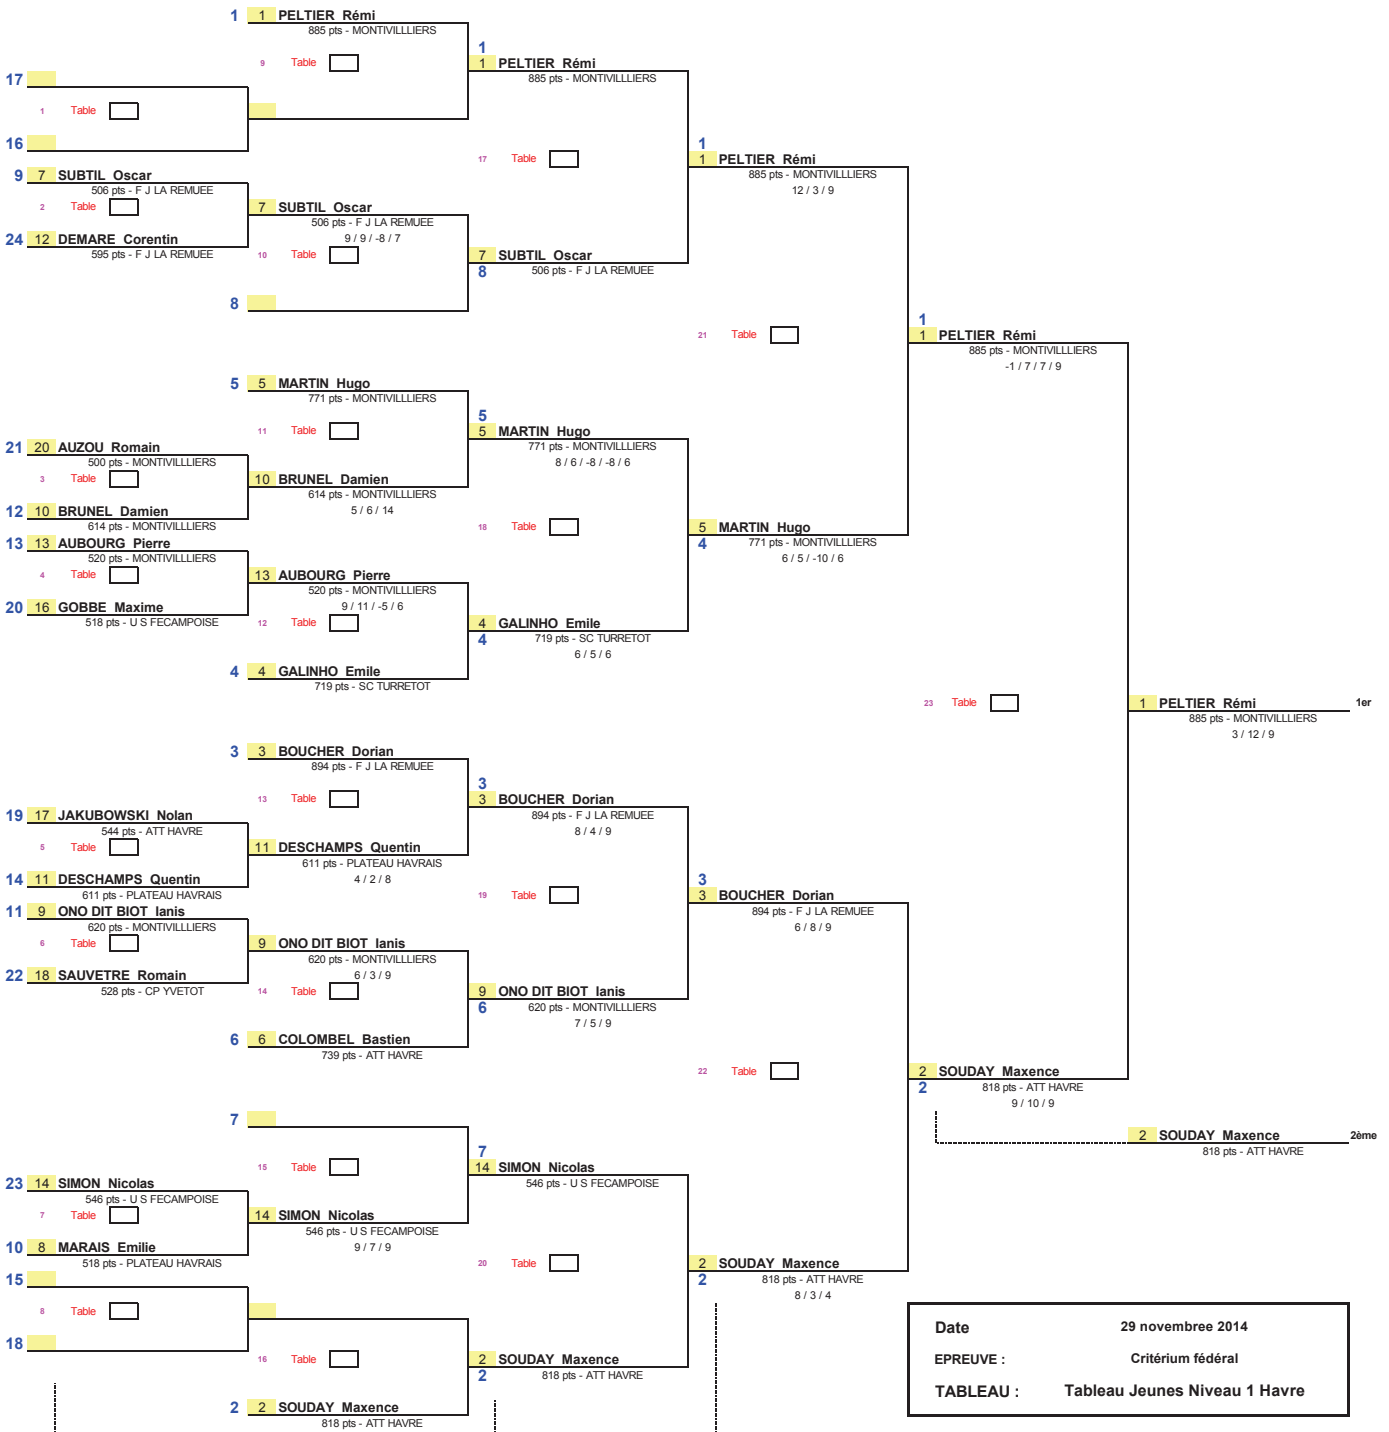 1 1 PELTIER Rémi
885 pts - MONTIVILLLIERS
1
9 Table
1 PELTIER Rémi
885 pts - MONTIVILLLIERS
17
1 Table
16
1
17 Table
1 PELTIER Rémi
885 pts - MONTIVILLLIERS
12 / 3 / 9
9 7 SUBTIL Oscar
506 pts - F J LA REMUEE
2 Table
7 SUBTIL Oscar
506 pts - F J LA REMUEE
9 / 9 / -8 / 7
24 12 DEMARE Corentin
595 pts - F J LA REMUEE
10 Table
7 SUBTIL Oscar
8 506 pts - F J LA REMUEE
8
1
21 Table
1 PELTIER Rémi
885 pts - MONTIVILLLIERS
-1 / 7 / 7 / 9
5 5 MARTIN Hugo
771 pts - MONTIVILLLIERS
5
11 Table
5 MARTIN Hugo
771 pts - MONTIVILLLIERS
8 / 6 / -8 / -8 / 6
21 20 AUZOU Romain
500 pts - MONTIVILLLIERS
3 Table
10 BRUNEL Damien
614 pts - MONTIVILLLIERS
5 / 6 / 14
12 10 BRUNEL Damien
614 pts - MONTIVILLLIERS
18 Table
5 MARTIN Hugo
4 771 pts - MONTIVILLLIERS
6 / 5 / -10 / 6
13 13 AUBOURG Pierre
520 pts - MONTIVILLLIERS
4 Table
13 AUBOURG Pierre
520 pts - MONTIVILLLIERS
9 / 11 / -5 / 6
20 16 GOBBE Maxime
518 pts - U S FECAMPOISE
12 Table
4 GALINHO Emile
4 719 pts - SC TURRETOT
6 / 5 / 6
4 4 GALINHO Emile
719 pts - SC TURRETOT
23 Table
1 PELTIER Rémi 1er
885 pts - MONTIVILLLIERS
3 / 12 / 9
3 3 BOUCHER Dorian
894 pts - F J LA REMUEE
3
13 Table
3 BOUCHER Dorian
894 pts - F J LA REMUEE
8 / 4 / 9
19 17 JAKUBOWSKI Nolan
544 pts - ATT HAVRE
5 Table
11 DESCHAMPS Quentin
611 pts - PLATEAU HAVRAIS
4 / 2 / 8
14 11 DESCHAMPS Quentin
611 pts - PLATEAU HAVRAIS
3
19 Table
3 BOUCHER Dorian
894 pts - F J LA REMUEE
6 / 8 / 9
11 9 ONO DIT BIOT Ianis
620 pts - MONTIVILLLIERS
6 Table
9 ONO DIT BIOT Ianis
620 pts - MONTIVILLLIERS
6 / 3 / 9
22 18 SAUVETRE Romain
528 pts - CP YVETOT
14 Table
9 ONO DIT BIOT Ianis
6 620 pts - MONTIVILLLIERS
7 / 5 / 9
6 6 COLOMBEL Bastien
739 pts - ATT HAVRE
22 Table
2 SOUDAY Maxence
2 818 pts - ATT HAVRE
9 / 10 / 9
7
2 SOUDAY Maxence 2ème
818 pts - ATT HAVRE
7
15 Table
14 SIMON Nicolas
546 pts - U S FECAMPOISE
23 14 SIMON Nicolas
546 pts - U S FECAMPOISE
7 Table
14 SIMON Nicolas
546 pts - U S FECAMPOISE
9 / 7 / 9
10 8 MARAIS Emilie
518 pts - PLATEAU HAVRAIS
20 Table
2 SOUDAY Maxence
2 818 pts - ATT HAVRE
8 / 3 / 4
15
8 Table
18
16 Table
2 SOUDAY Maxence
2 818 pts - ATT HAVRE
2 2 SOUDAY Maxence
818 pts - ATT HAVRE
Date 29 novembree 2014
EPREUVE : Critérium fédéral
TABLEAU : Tableau Jeunes Niveau 1 Havre